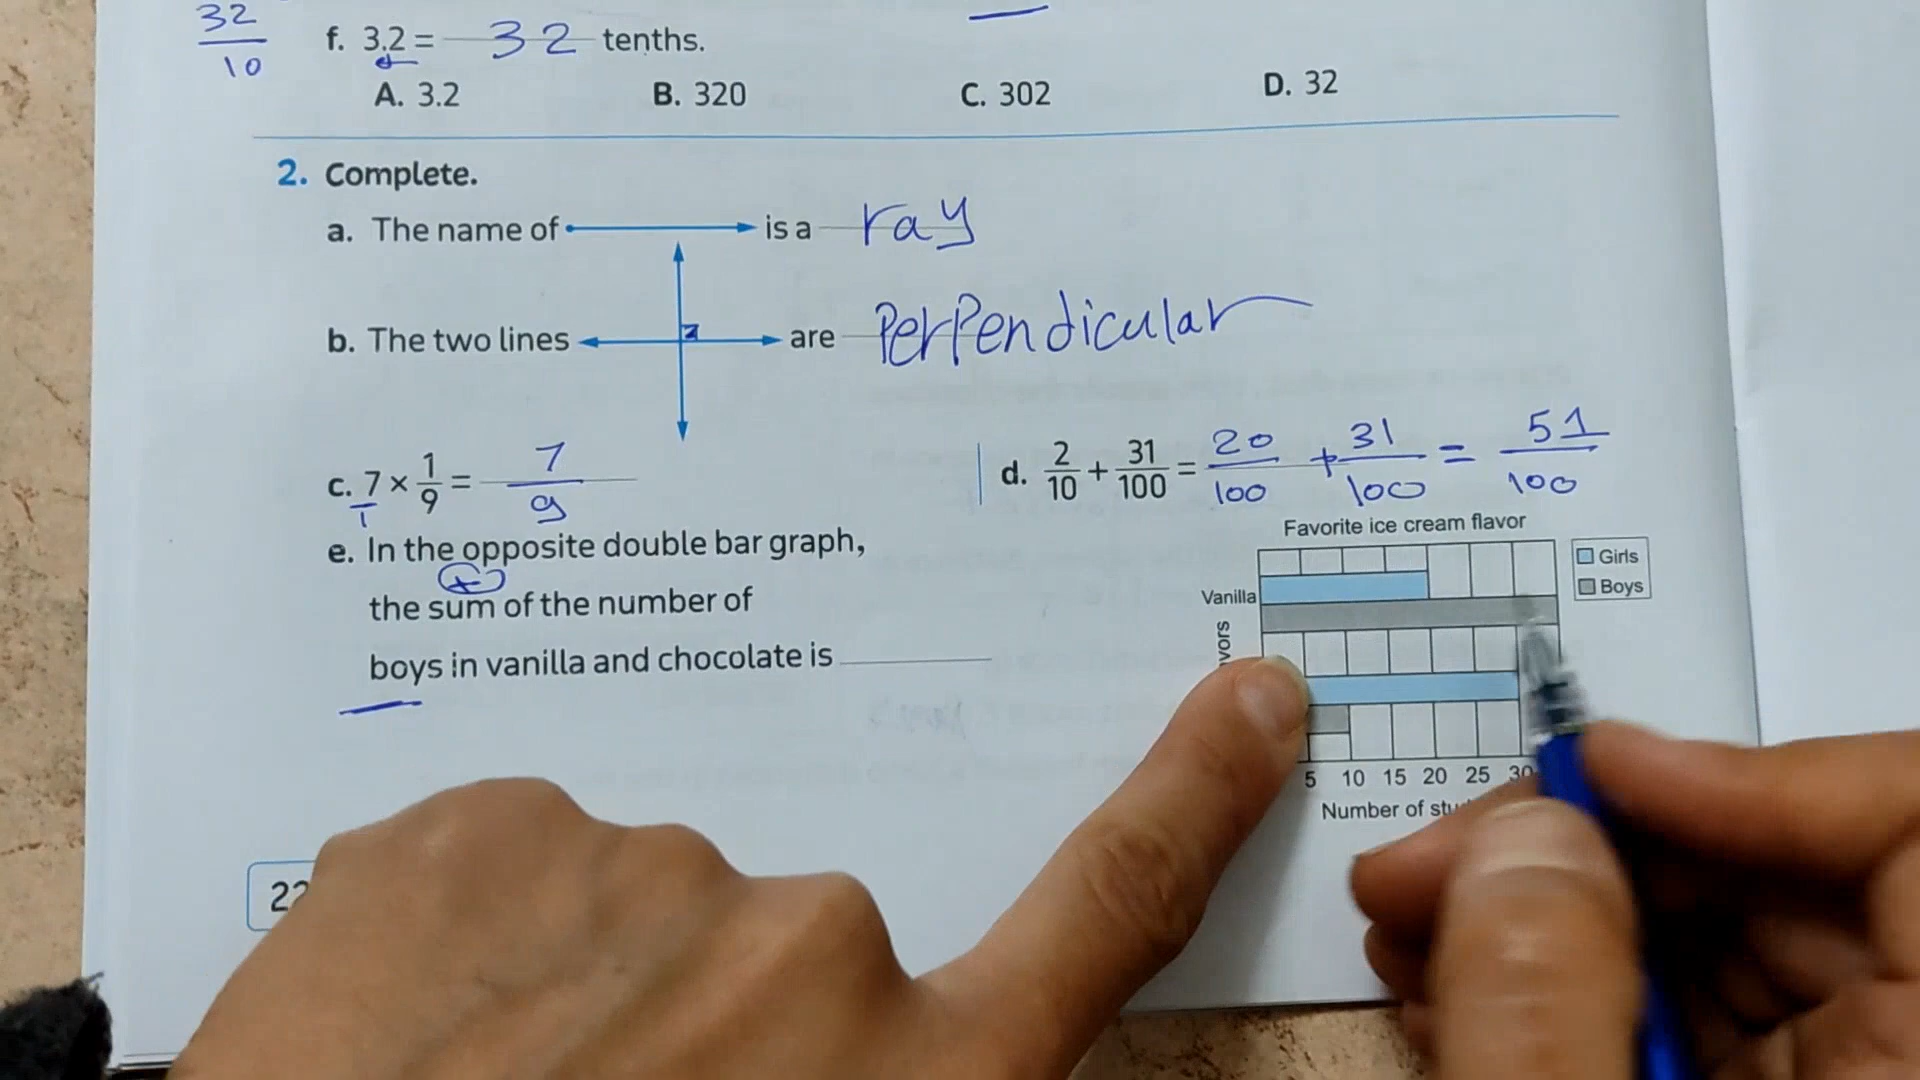 32
10
f. 3.2 = 32 tenths.
A. 3.2 B. 320 C. 302 D. 32
2. Complete.
a. The name of is a ray
b. The two lines are Perpendicular
c. 7 × 1/9 = 7/9
1
d. 2/10 + 31/100 = 20/100 + 31/100 = 51/100
e. In the opposite double bar graph,
+
the sum of the number of
boys in vanilla and chocolate is
Favorite ice cream flavor
Girls
Boys
Vanilla
5 10 15 20 25 30
Number of
22